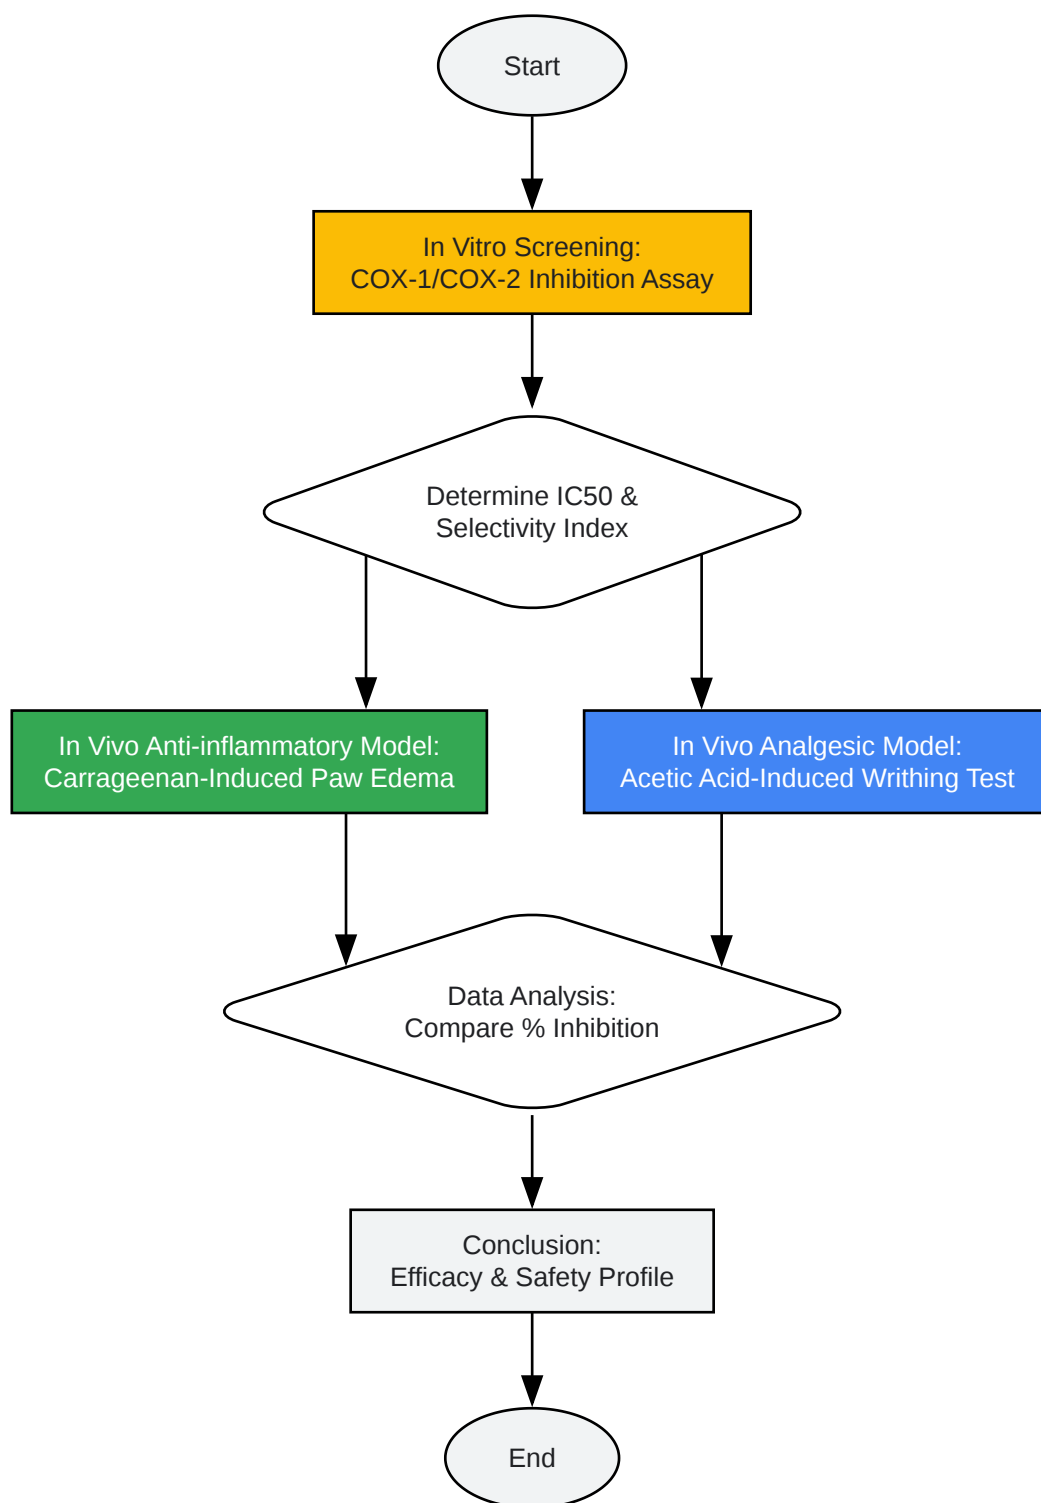 Start
In Vitro Screening:
COX-1/COX-2 Inhibition Assay
Determine IC50 &
Selectivity Index
In Vivo Anti-inflammatory Model:
Carrageenan-Induced Paw Edema
In Vivo Analgesic Model:
Acetic Acid-Induced Writhing Test
Data Analysis:
Compare % Inhibition
Conclusion:
Efficacy & Safety Profile
End